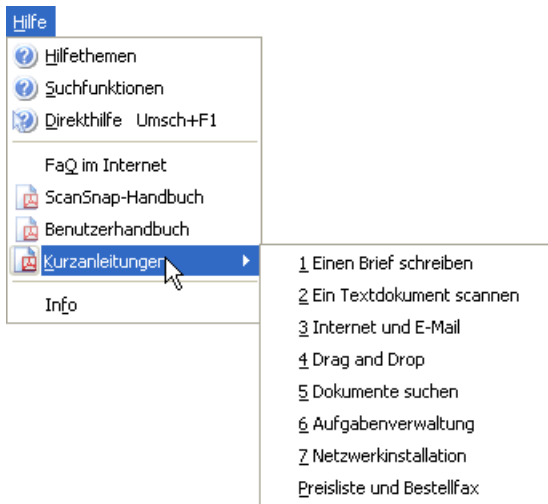 Hilfe
Hilfethemen
Suchfunktionen
Direkthilfe Umsch+F1
FaQ im Internet
ScanSnap-Handbuch
Benutzerhandbuch
Kurzanleitungen
Info
1 Einen Brief schreiben
2 Ein Textdokument scannen
3 Internet und E-Mail
4 Drag and Drop
5 Dokumente suchen
6 Aufgabenverwaltung
7 Netzwerkinstallation
Preisliste und Bestellfax